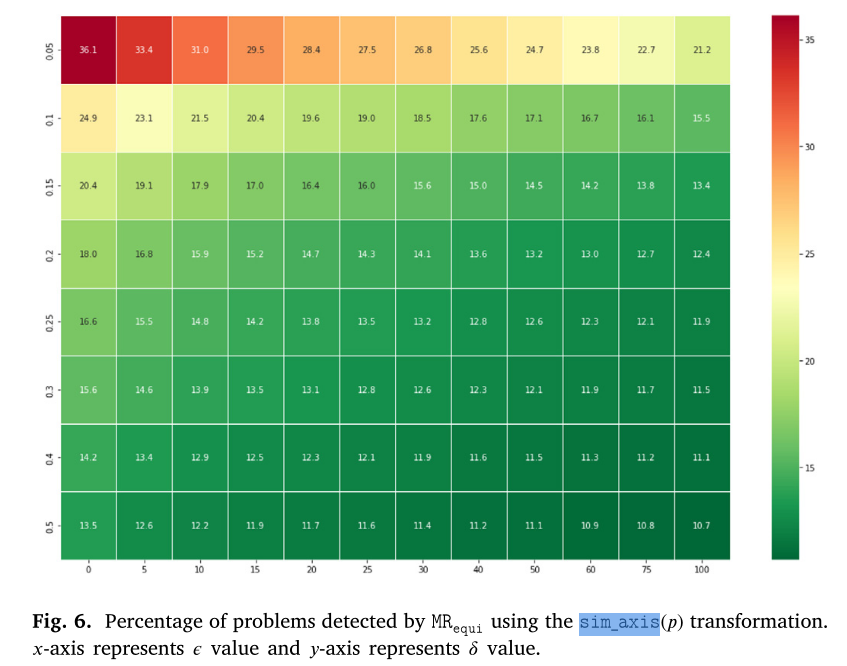 0.05 36.1 33.4 31.0 29.5 28.4 27.5 26.8 25.6 24.7 23.8 22.7 21.2
0.1 24.9 23.1 21.5 20.4 19.6 19.0 18.5 17.6 17.1 16.7 16.1 15.5
0.15 20.4 19.1 17.9 17.0 16.4 16.0 15.6 15.0 14.5 14.2 13.8 13.4
0.2 18.0 16.8 15.9 15.2 14.7 14.3 14.1 13.6 13.2 13.0 12.7 12.4
0.25 16.6 15.5 14.8 14.2 13.8 13.5 13.2 12.8 12.6 12.3 12.1 11.9
0.3 15.6 14.6 13.9 13.5 13.1 12.8 12.6 12.3 12.1 11.9 11.7 11.5
0.4 14.2 13.4 12.9 12.5 12.3 12.1 11.9 11.6 11.5 11.3 11.2 11.1
0.5 13.5 12.6 12.2 11.9 11.7 11.6 11.4 11.2 11.1 10.9 10.8 10.7
0 5 10 15 20 25 30 40 50 60 75 100
35
30
25
20
15
Fig. 6. Percentage of problems detected by MRequi using the sim_axis(p) transformation.
x-axis represents ϵ value and y-axis represents δ value.